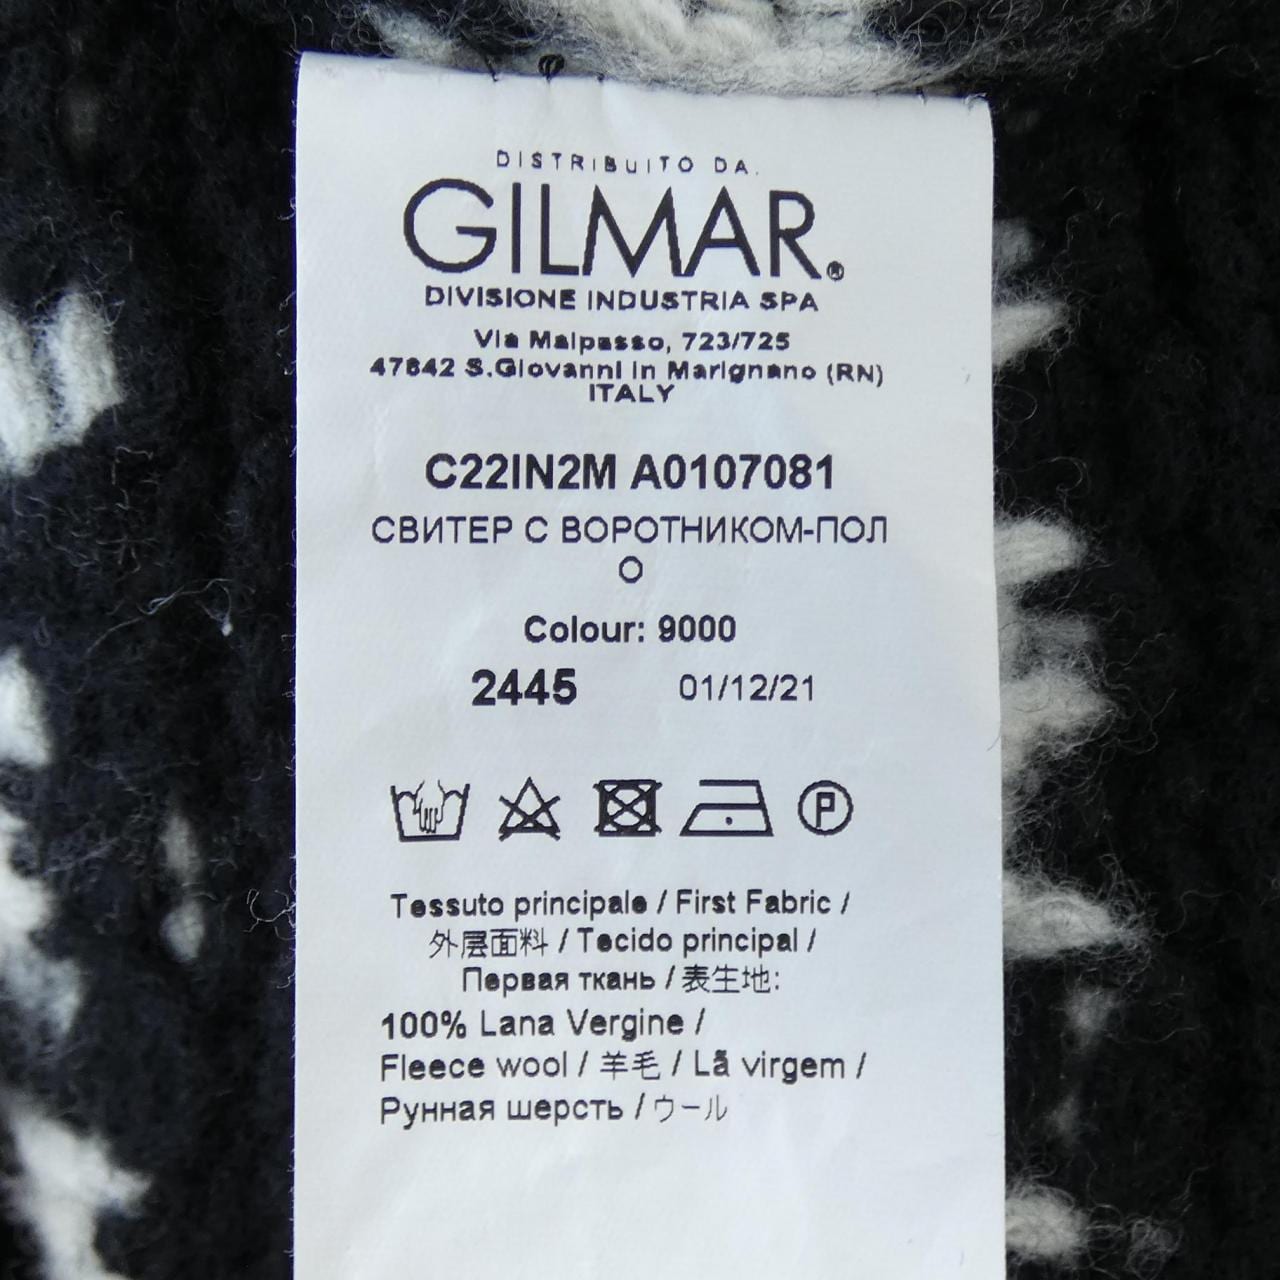 DISTRIBUITO DA.
GILMAR®
DIVISIONE INDUSTRIA SPA
Via Malpasso, 723/725
47842 S.Giovanni in Marignano (RN)
ITALY
C22IN2M A0107081
СВИТЕР С ВОРОТНИКОМ-ПОЛ
О
Colour: 9000
2445 01/12/21
P
Tessuto principale / First Fabric /
外层面料 / Tecido principal /
Первая ткань / 表生地:
100% Lana Vergine /
Fleece wool / 羊毛 / Lã virgem /
Рунная шерсть / ウール